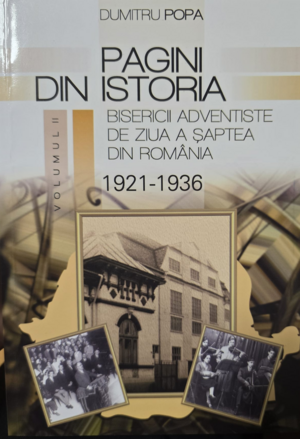 DUMITRU POPA
PAGINI
DIN ISTORIA
BISERICII ADVENTISTE
DE ZIUA A ŞAPTEA
DIN ROMÂNIA
VOLUMUL II
1921-1936